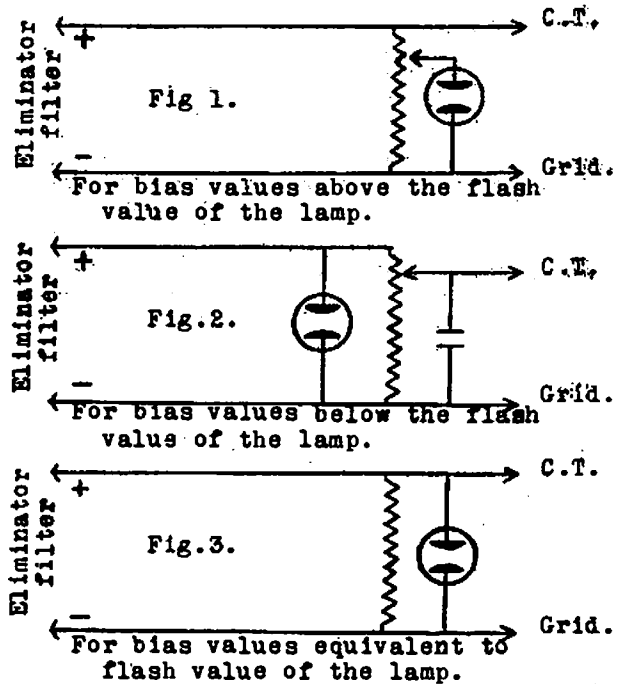 C.T.
+
Eliminator
filter
Fig 1.
-
Grid.
For bias values above the flash
value of the lamp.
C.T.
+
Eliminator
filter
Fig.2.
-
Grid.
For bias values below the flash
value of the lamp.
C.T.
+
Eliminator
filter
Fig.3.
-
Grid.
For bias values equivalent to
flash value of the lamp.